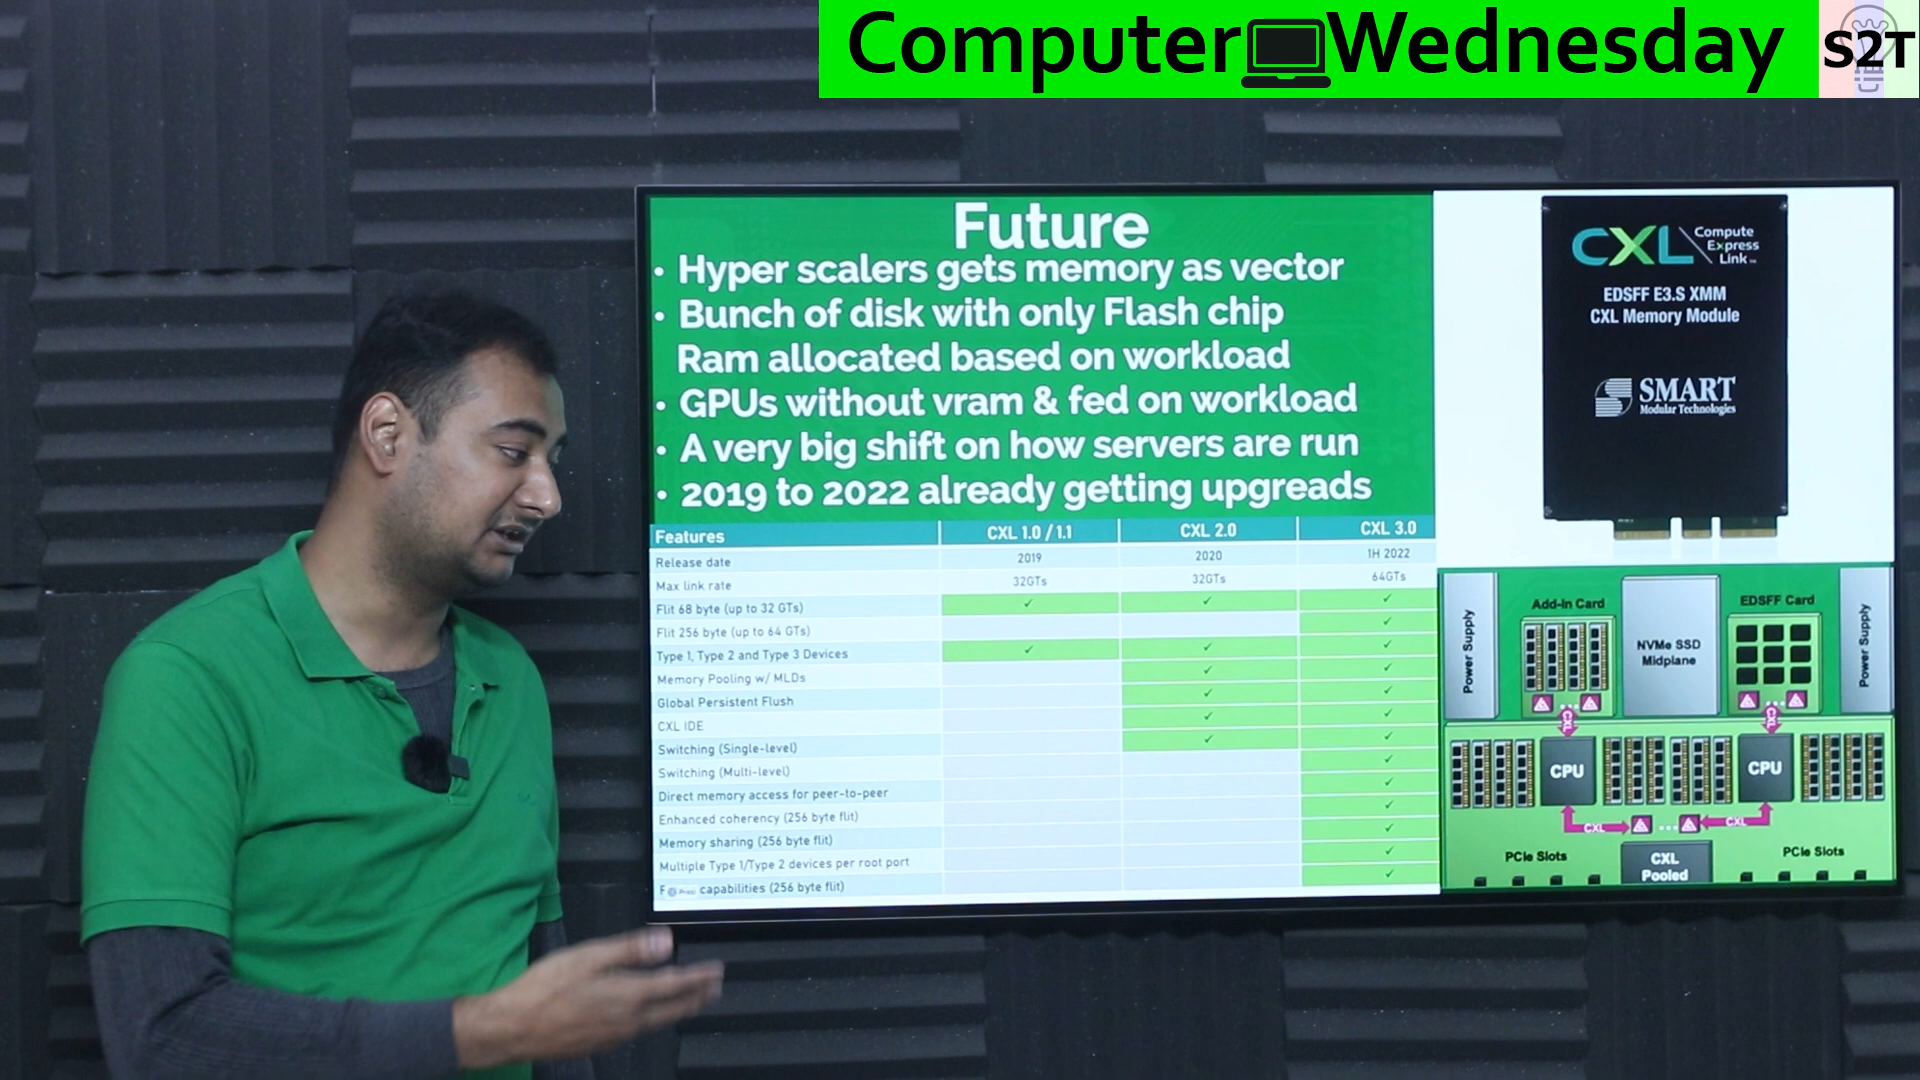 Computer Wednesday
S2T
Future
• Hyper scalers gets memory as vector
• Bunch of disk with only Flash chip
Ram allocated based on workload
• GPUs without vram & fed on workload
• A very big shift on how servers are run
• 2019 to 2022 already getting upgreads
Features CXL 1.0 / 1.1 CXL 2.0 CXL 3.0
Release date 2019 2020 1H 2022
Max link rate 32GTs 32GTs 64GTs
Flit 68 byte (up to 32 GTs) ✓ ✓ ✓
Flit 256 byte (up to 64 GTs) ✓
Type 1, Type 2 and Type 3 Devices ✓ ✓ ✓
Memory Pooling w/ MLDs ✓ ✓
Global Persistent Flush ✓ ✓
CXL IDE ✓ ✓
Switching (Single-level) ✓ ✓
Switching (Multi-level) ✓
Direct memory access for peer-to-peer ✓
Enhanced coherency (256 byte flit) ✓
Memory sharing (256 byte flit) ✓
Multiple Type 1/Type 2 devices per root port ✓
capabilities (256 byte flit) ✓
CXL Compute
Express
Link
EDSFF E3.S XMM
CXL Memory Module
SMART
Modular Technologies
Power Supply
Add-In Card
NVMe SSD
Midplane
EDSFF Card
Power Supply
CXL
CXL
CPU
CPU
CXL
CXL
PCIe Slots
CXL
Pooled
PCIe Slots